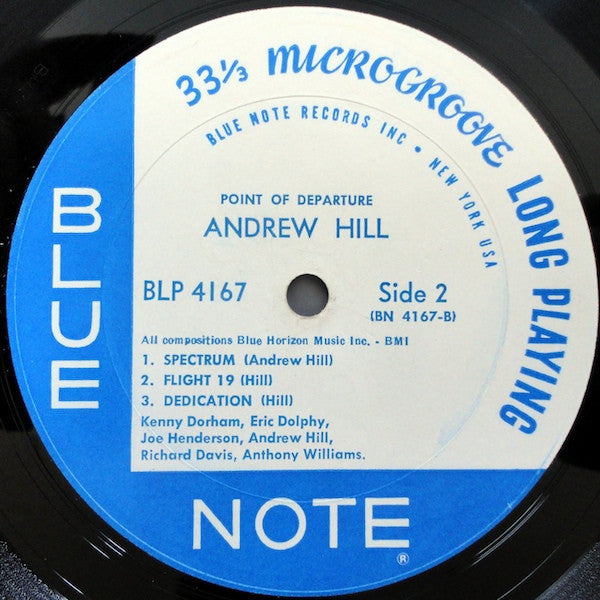 33⅓ MICROGROOVE LONG PLAYING
BLUE NOTE RECORDS INC • NEW YORK USA
POINT OF DEPARTURE
ANDREW HILL
BLP 4167
Side 2
(BN 4167-B)
All compositions Blue Horizon Music Inc. - BMI
1. SPECTRUM (Andrew Hill)
2. FLIGHT 19 (Hill)
3. DEDICATION (Hill)
Kenny Dorham, Eric Dolphy,
Joe Henderson, Andrew Hill,
Richard Davis, Anthony Williams.
BLUE
NOTE®